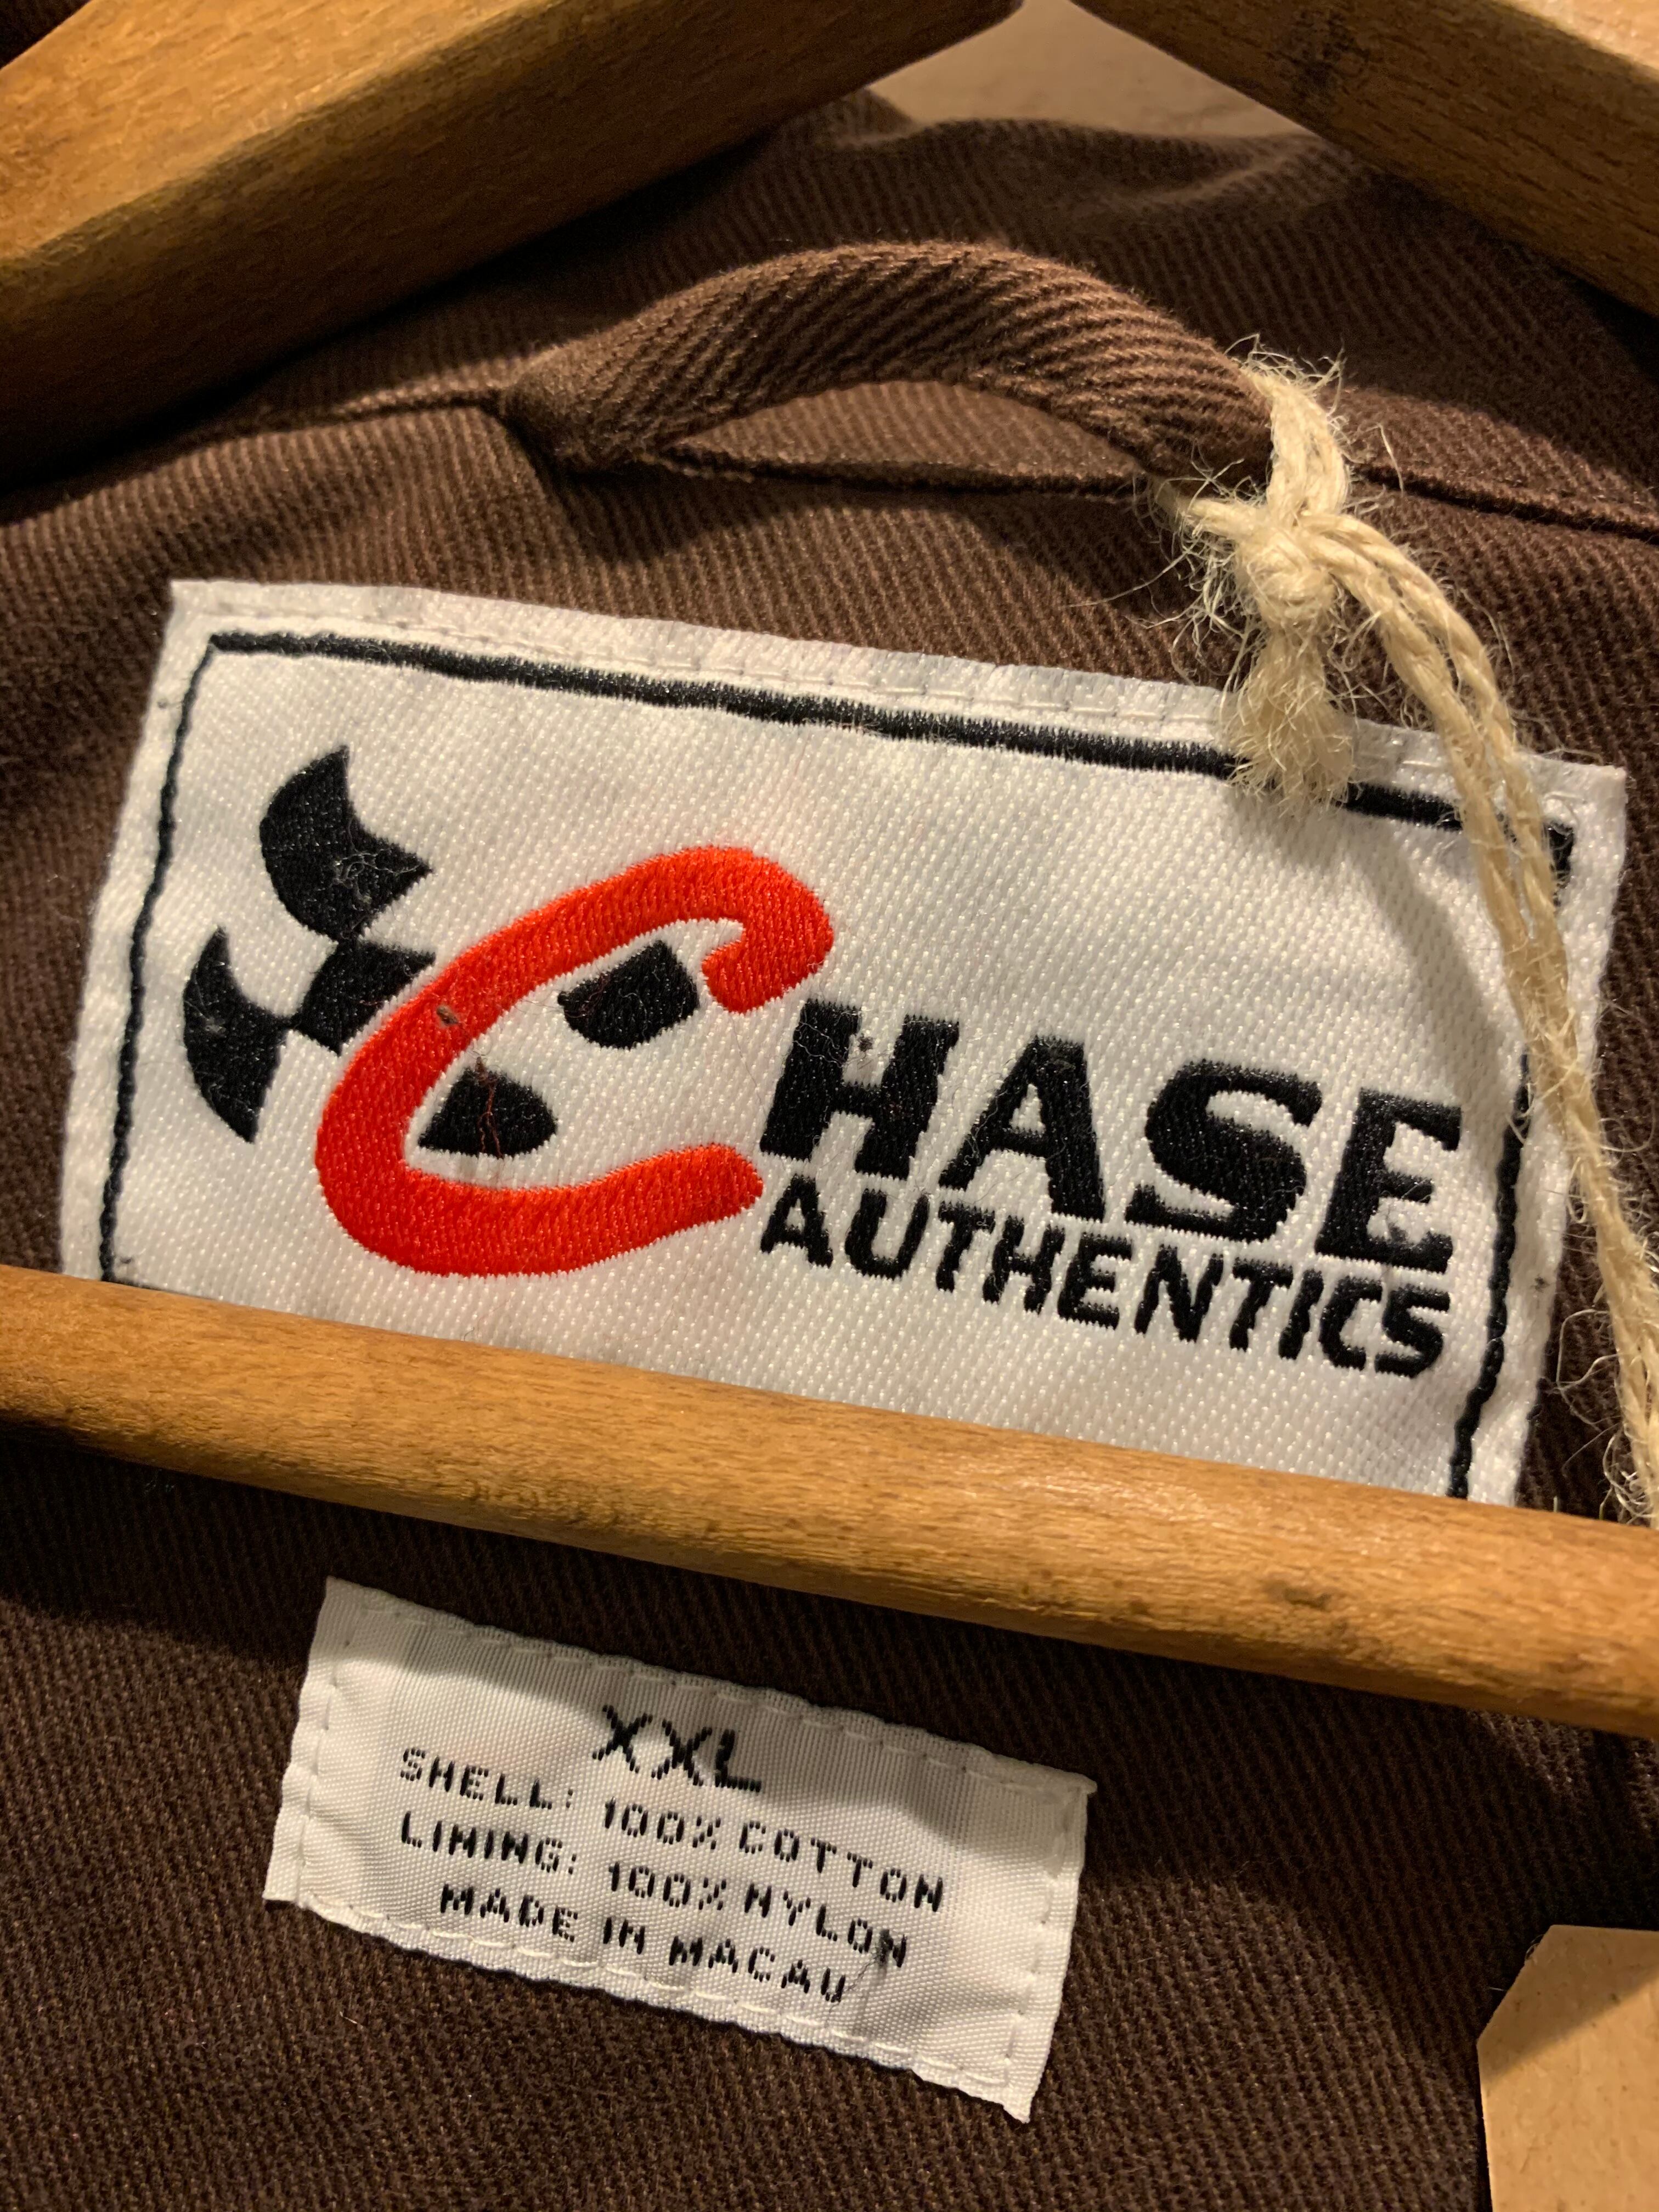 CHASE
AUTHENTICS
XXL
SHELL: 100% COTTON
LINING: 100% NYLON
MADE IN MACAU